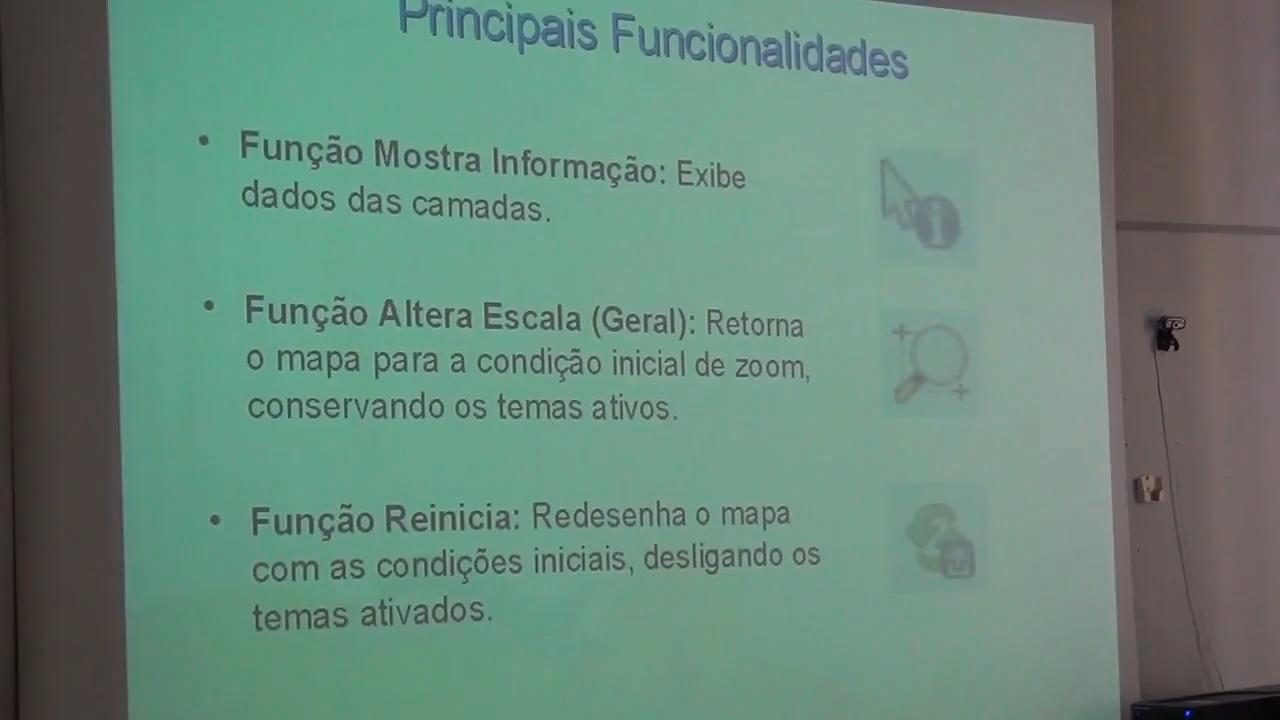 Principais Funcionalidades
• Função Mostra Informação: Exibe
dados das camadas.
• Função Altera Escala (Geral): Retorna
o mapa para a condição inicial de zoom,
conservando os temas ativos.
• Função Reinicia: Redesenha o mapa
com as condições iniciais, desligando os
temas ativados.